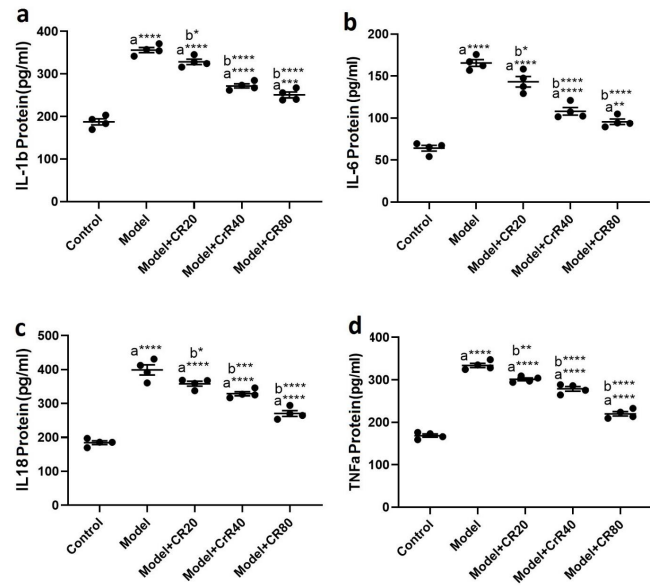 a
IL-1b Protein (pg/ml)
400
300
200
100
0
a****
b*
a****
b****
a****
b****
a***
Control
Model
Model+CR20
Model+CrR40
Model+CR80
b
IL-6 Protein (pg/ml)
200
150
100
50
0
a****
b*
a****
b****
a****
b****
a**
Control
Model
Model+CR20
Model+CrR40
Model+CR80
c
IL18 Protein (pg/ml)
500
400
300
200
100
0
a****
b*
a****
b***
a****
b****
a****
Control
Model
Model+CR20
Model+CrR40
Model+CR80
d
TNFa Protein (pg/ml)
400
300
200
100
0
a****
b**
a****
b****
a****
b****
a****
Control
Model
Model+CR20
Model+CrR40
Model+CR80